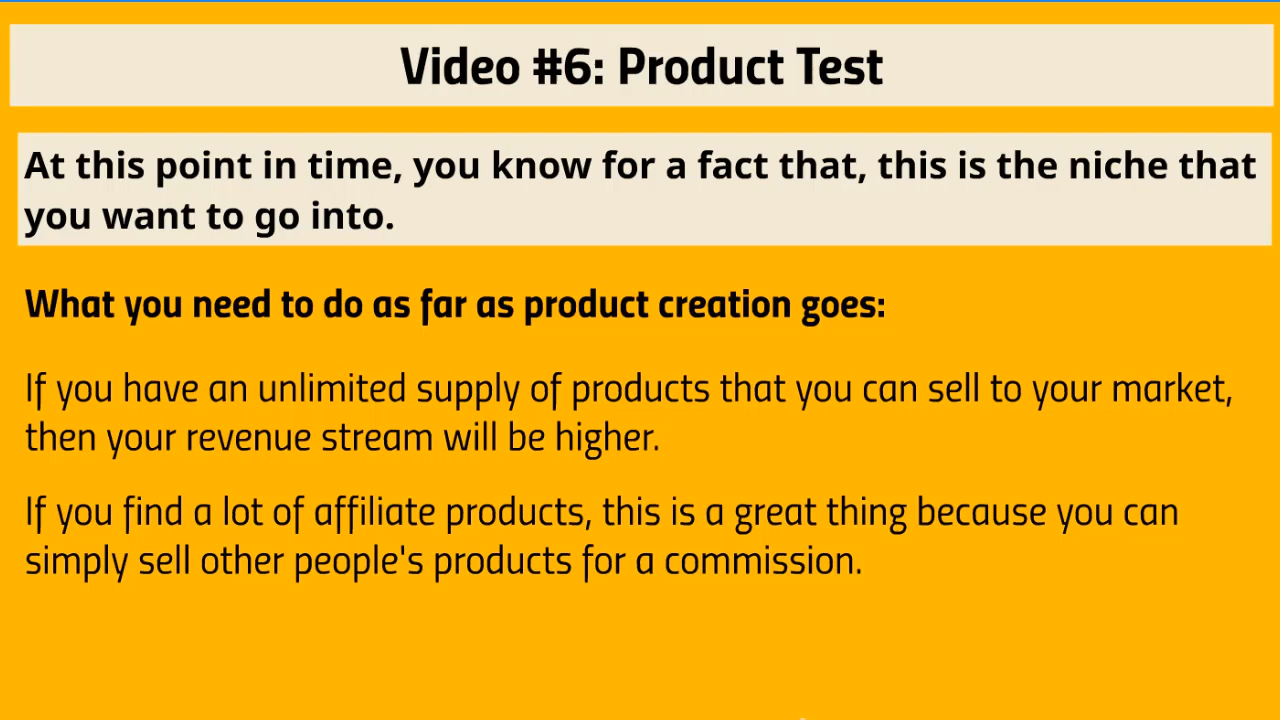 Video #6: Product Test
At this point in time, you know for a fact that, this is the niche that
you want to go into.
What you need to do as far as product creation goes:
If you have an unlimited supply of products that you can sell to your market,
then your revenue stream will be higher.
If you find a lot of affiliate products, this is a great thing because you can
simply sell other people's products for a commission.